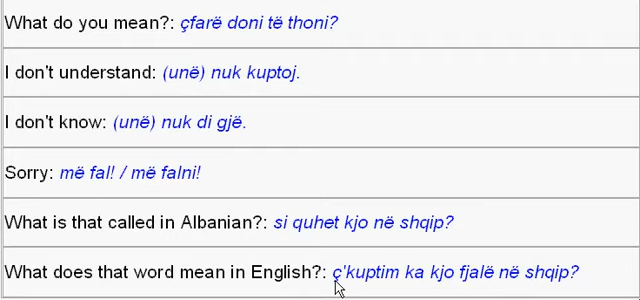 What do you mean?: çfarë doni të thoni?
I don't understand: (unë) nuk kuptoj.
I don't know: (unë) nuk di gjë.
Sorry: më fal! / më falni!
What is that called in Albanian?: si quhet kjo në shqip?
What does that word mean in English?: ç'kuptim ka kjo fjalë në shqip?